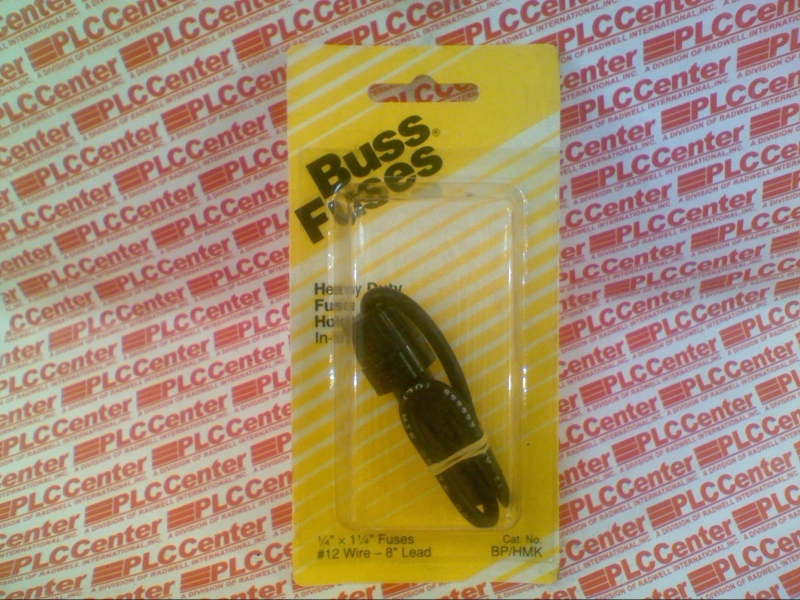 Buss®
Fuses
Heavy Duty
Fuse
In-
¼" × 1¼" Fuses
#12 Wire – 8" Lead
Cat. No.
BP/HMK
PLCCenter
A DIVISION OF RADWELL INTERNATIONAL, INC.